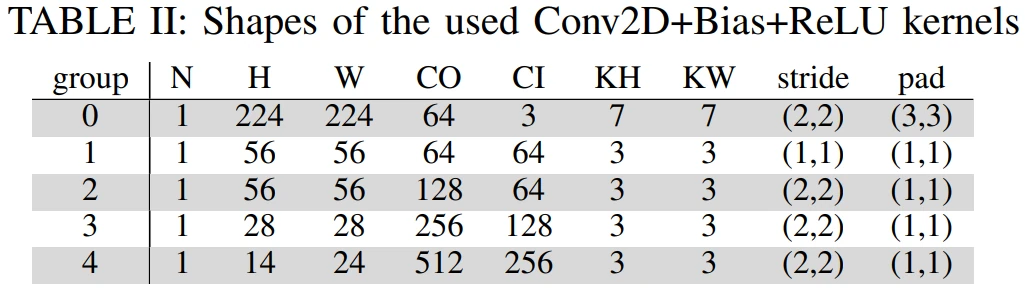 TABLE II: Shapes of the used Conv2D+Bias+ReLU kernels
group N H W CO CI KH KW stride pad
0 1 224 224 64 3 7 7 (2,2) (3,3)
1 1 56 56 64 64 3 3 (1,1) (1,1)
2 1 56 56 128 64 3 3 (2,2) (1,1)
3 1 28 28 256 128 3 3 (2,2) (1,1)
4 1 14 24 512 256 3 3 (2,2) (1,1)